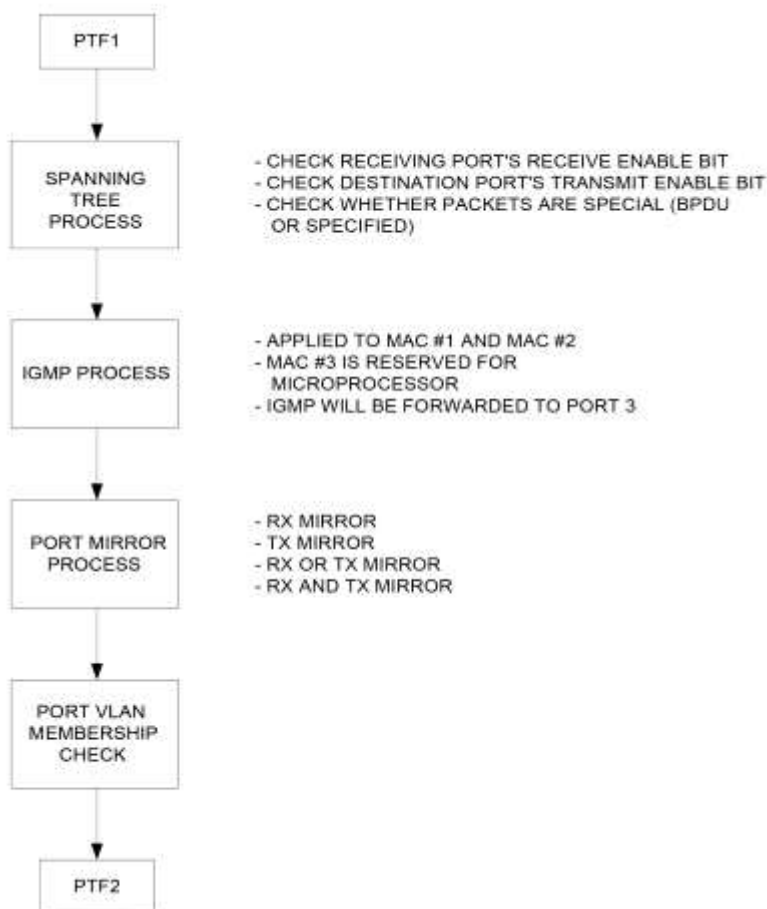 PTF1
SPANNING
TREE
PROCESS
- CHECK RECEIVING PORT'S RECEIVE ENABLE BIT
- CHECK DESTINATION PORT'S TRANSMIT ENABLE BIT
- CHECK WHETHER PACKETS ARE SPECIAL (BPDU
OR SPECIFIED)
IGMP PROCESS
- APPLIED TO MAC #1 AND MAC #2
- MAC #3 IS RESERVED FOR
MICROPROCESSOR
- IGMP WILL BE FORWARDED TO PORT 3
PORT MIRROR
PROCESS
- RX MIRROR
- TX MIRROR
- RX OR TX MIRROR
- RX AND TX MIRROR
PORT VLAN
MEMBERSHIP
CHECK
PTF2